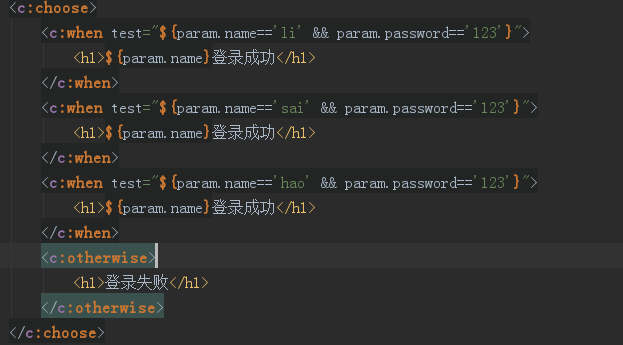 <c:choose>
<c:when test="${param.name=='li' && param.password=='123'}">
<h1>${param.name}登录成功</h1>
</c:when>
<c:when test="${param.name=='sai' && param.password=='123'}">
<h1>${param.name}登录成功</h1>
</c:when>
<c:when test="${param.name=='hao' && param.password=='123'}">
<h1>${param.name}登录成功</h1>
</c:when>
<c:otherwise>
<h1>登录失败</h1>
</c:otherwise>
</c:choose>